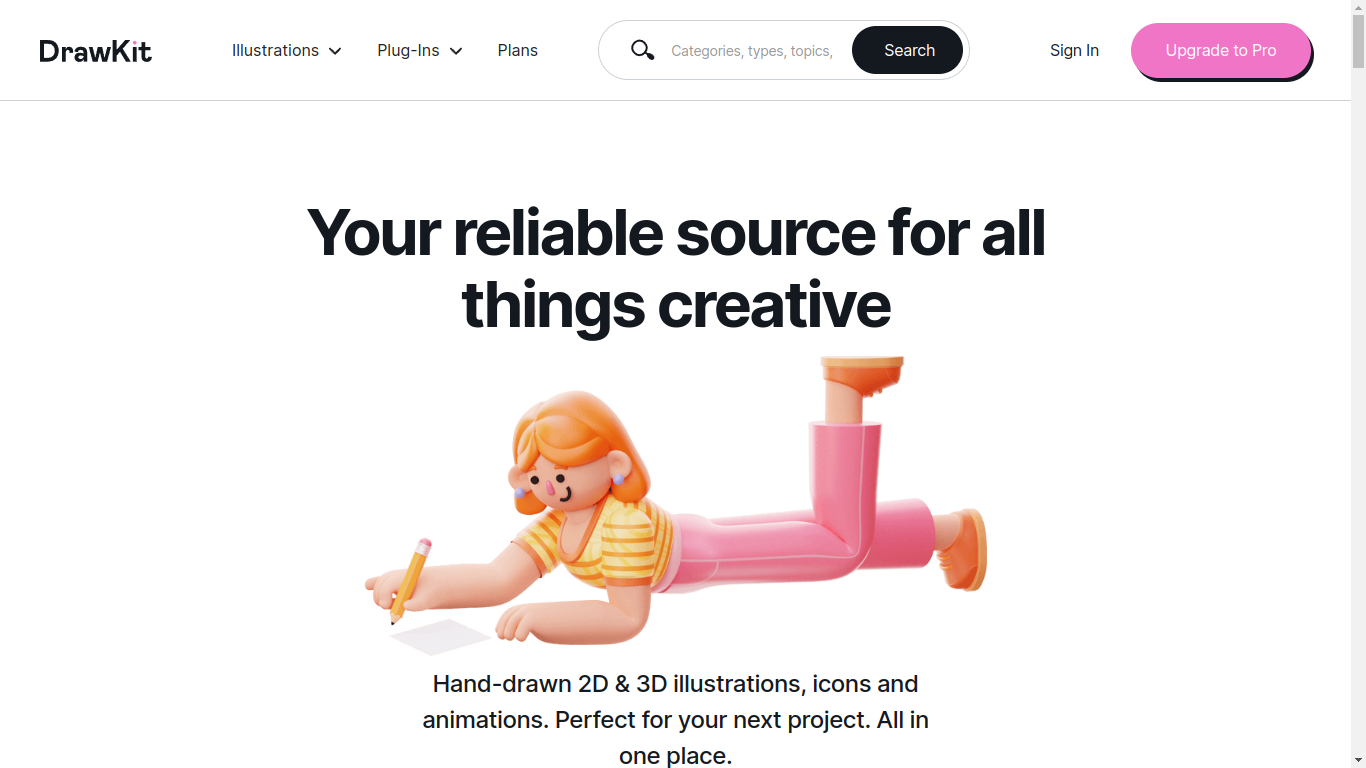 DrawKit
Illustrations
Plug-Ins
Plans
Categories, types, topics,
Search
Sign In
Upgrade to Pro
Your reliable source for all
things creative
Hand-drawn 2D & 3D illustrations, icons and
animations. Perfect for your next project. All in
one place.